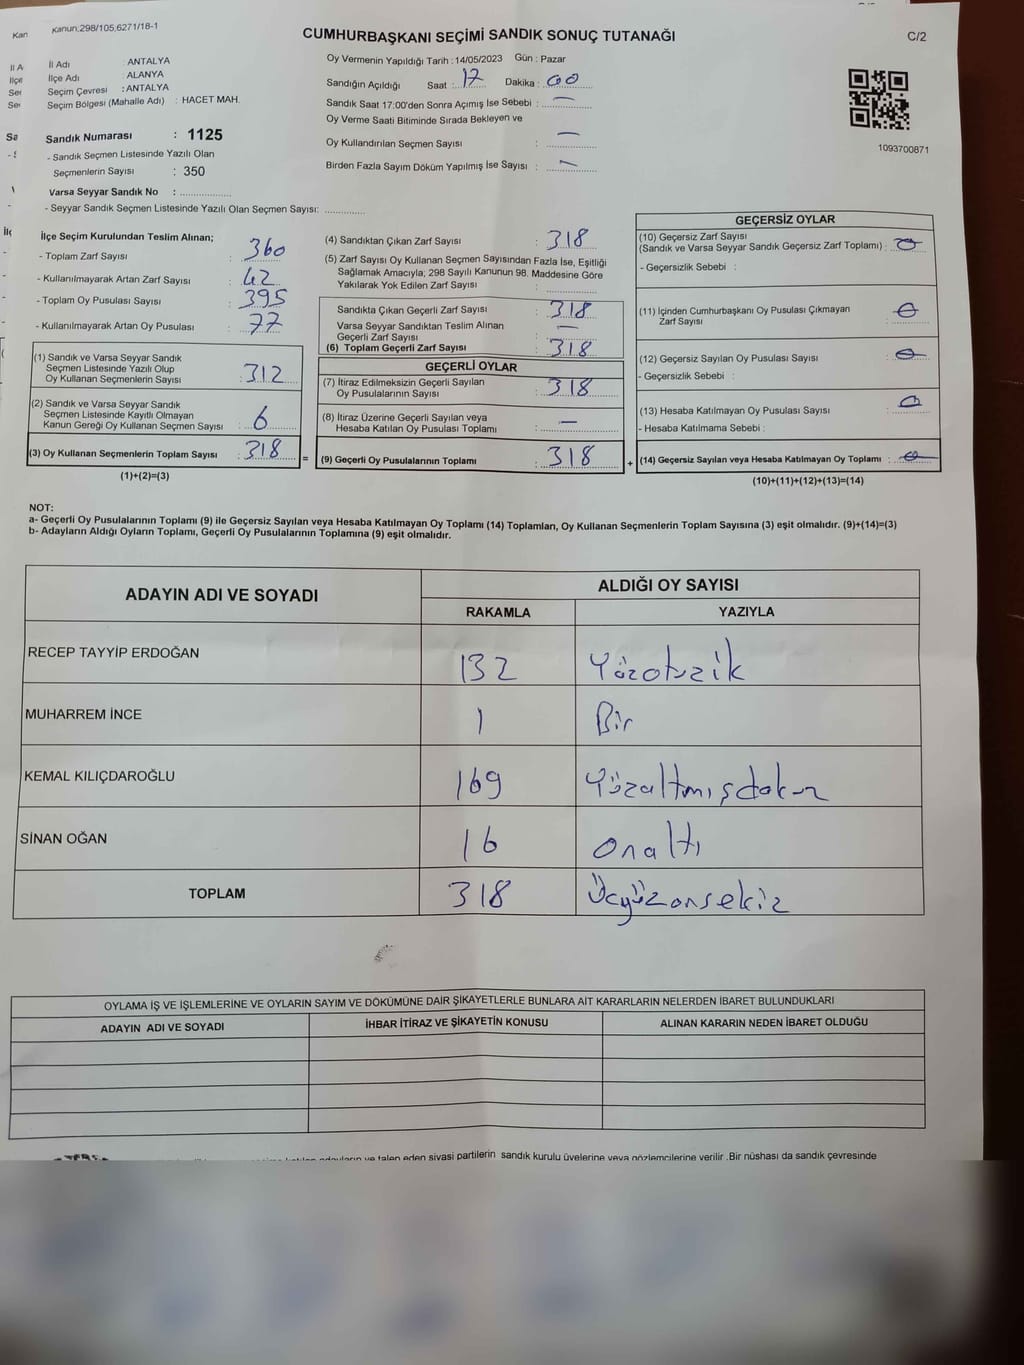 Kanun;298/105,6271/18-1
CUMHURBAŞKANI SEÇİMİ SANDIK SONUÇ TUTANAĞI
C/2
İl Adı : ANTALYA
İlçe Adı : ALANYA
Seçim Çevresi : ANTALYA
Seçim Bölgesi (Mahalle Adı) : HACET MAH.
Sandık Numarası : 1125
- Sandık Seçmen Listesinde Yazılı Olan
Seçmenlerin Sayısı : 350
Varsa Seyyar Sandık No :
- Seyyar Sandık Seçmen Listesinde Yazılı Olan Seçmen Sayısı:
Oy Vermenin Yapıldığı Tarih : 14/05/2023 Gün : Pazar
Sandığın Açıldığı Saat : 17 Dakika : 00
Sandık Saat 17:00'den Sonra Açımış İse Sebebi : —
Oy Verme Saati Bitiminde Sırada Bekleyen ve
Oy Kullandırılan Seçmen Sayısı : —
Birden Fazla Sayım Döküm Yapılmış İse Sayısı : —
1093700871
İlçe Seçim Kurulundan Teslim Alınan;
- Toplam Zarf Sayısı : 360
- Kullanılmayarak Artan Zarf Sayısı : 42
- Toplam Oy Pusulası Sayısı : 395
- Kullanılmayarak Artan Oy Pusulası : 77
(1) Sandık ve Varsa Seyyar Sandık
Seçmen Listesinde Yazılı Olup
Oy Kullanan Seçmenlerin Sayısı : 312
(2) Sandık ve Varsa Seyyar Sandık
Seçmen Listesinde Kayıtlı Olmayan
Kanun Gereği Oy Kullanan Seçmen Sayısı : 6
(3) Oy Kullanan Seçmenlerin Toplam Sayısı : 318
(1)+(2)=(3)
=
(4) Sandıktan Çıkan Zarf Sayısı : 318
(5) Zarf Sayısı Oy Kullanan Seçmen Sayısından Fazla İse, Eşitliği
Sağlamak Amacıyla; 298 Sayılı Kanunun 98. Maddesine Göre
Yakılarak Yok Edilen Zarf Sayısı :
Sandıkta Çıkan Geçerli Zarf Sayısı : 318
Varsa Seyyar Sandıktan Teslim Alınan
Geçerli Zarf Sayısı : —
(6) Toplam Geçerli Zarf Sayısı : 318
GEÇERLİ OYLAR
(7) İtiraz Edilmeksizin Geçerli Sayılan
Oy Pusulalarının Sayısı : 318
(8) İtiraz Üzerine Geçerli Sayılan veya
Hesaba Katılan Oy Pusulası Toplamı : —
(9) Geçerli Oy Pusulalarının Toplamı : 318
+
GEÇERSİZ OYLAR
(10) Geçersiz Zarf Sayısı
(Sandık ve Varsa Seyyar Sandık Geçersiz Zarf Toplamı) : 0
- Geçersizlik Sebebi :
(11) İçinden Cumhurbaşkanı Oy Pusulası Çıkmayan
Zarf Sayısı : 0
(12) Geçersiz Sayılan Oy Pusulası Sayısı : 0
- Geçersizlik Sebebi :
(13) Hesaba Katılmayan Oy Pusulası Sayısı : 0
- Hesaba Katılmama Sebebi :
(14) Geçersiz Sayılan veya Hesaba Katılmayan Oy Toplamı : 0
(10)+(11)+(12)+(13)=(14)
NOT:
a- Geçerli Oy Pusulalarının Toplamı (9) ile Geçersiz Sayılan veya Hesaba Katılmayan Oy Toplamı (14) Toplamları, Oy Kullanan Seçmenlerin Toplam Sayısına (3) eşit olmalıdır. (9)+(14)=(3)
b- Adayların Aldığı Oyların Toplamı, Geçerli Oy Pusulalarının Toplamına (9) eşit olmalıdır.
ADAYIN ADI VE SOYADI
ALDIĞI OY SAYISI
RAKAMLA YAZIYLA
RECEP TAYYİP ERDOĞAN 132 Yüzotuzik
MUHARREM İNCE 1 Bir
KEMAL KILIÇDAROĞLU 169 Yüzaltmışdokuz
SİNAN OĞAN 16 onaltı
TOPLAM 318 Üçyüzonsekiz
OYLAMA İŞ VE İŞLEMLERİNE VE OYLARIN SAYIM VE DÖKÜMÜNE DAİR ŞİKAYETLERLE BUNLARA AİT KARARLARIN NELERDEN İBARET BULUNDUKLARI
ADAYIN ADI VE SOYADI İHBAR İTİRAZ VE ŞİKAYETİN KONUSU ALINAN KARARIN NEDEN İBARET OLDUĞU
adayların ve talep eden siyasi partilerin sandık kurulu üyelerine veya gözlemcilerine verilir .Bir nüshası da sandık çevresinde